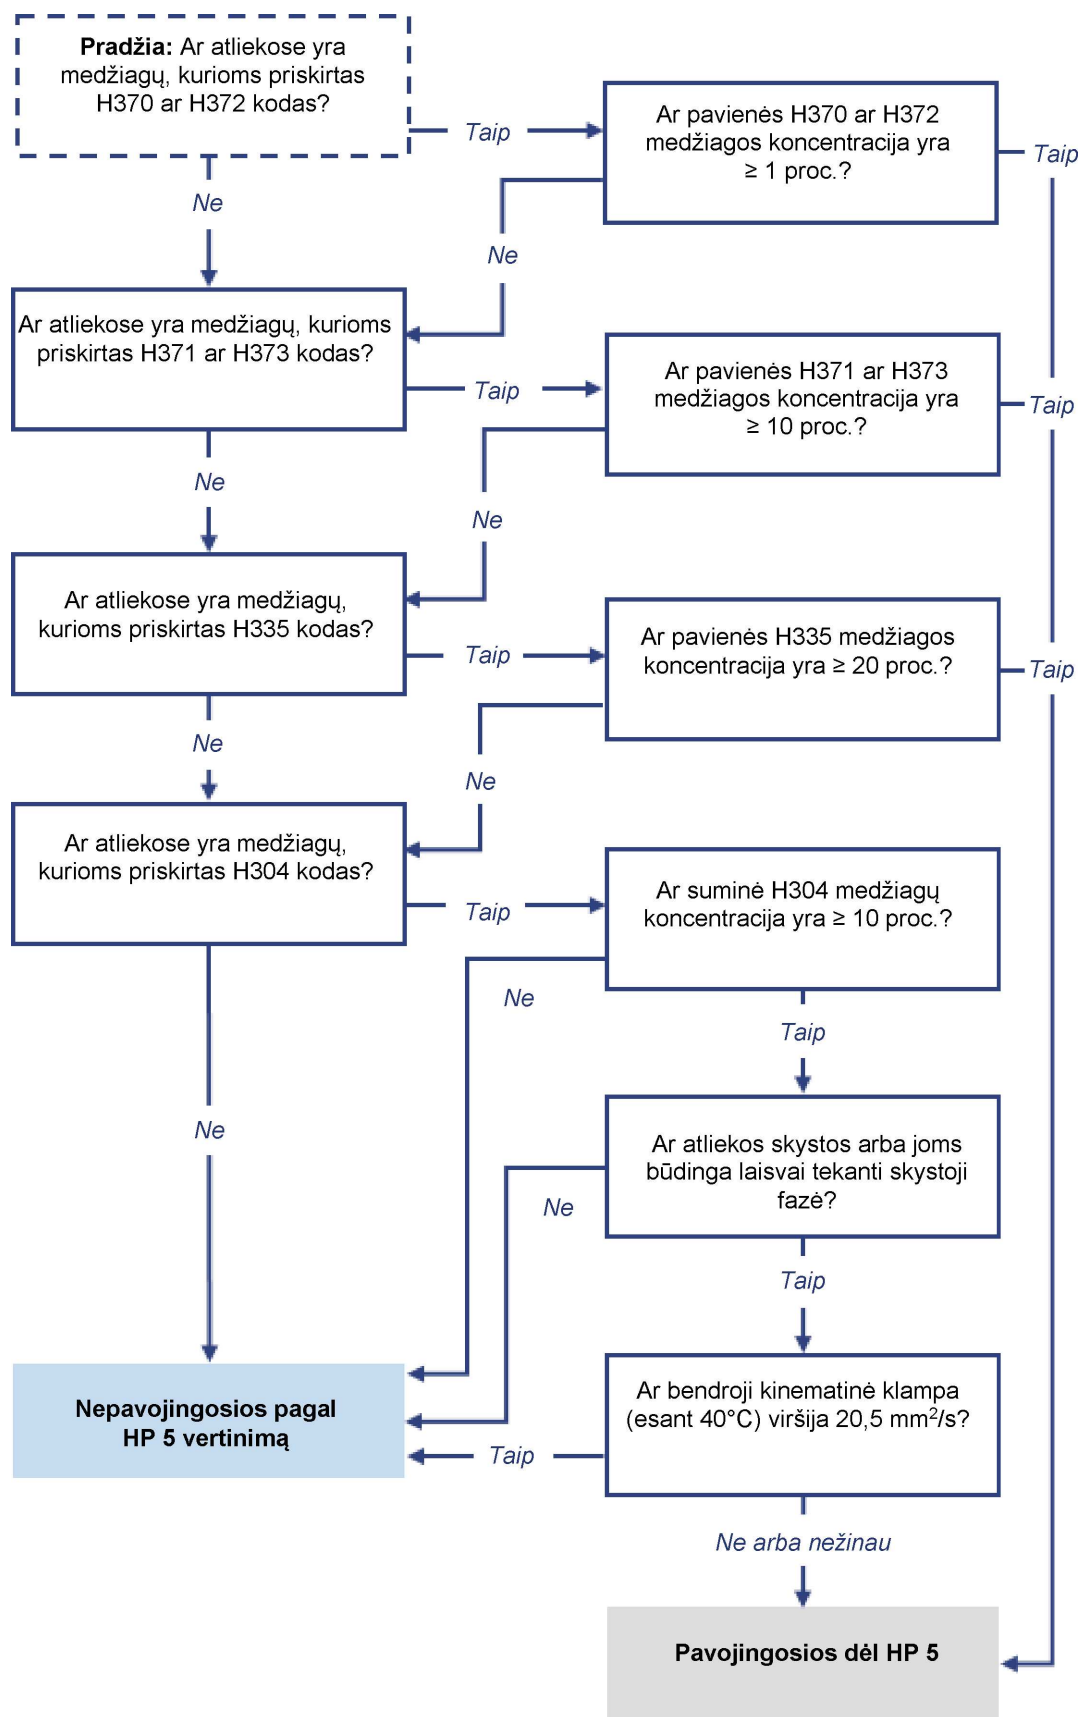 Pradžia: Ar atliekose yra
medžiagų, kurioms priskirtas
H370 ar H372 kodas?
Taip
Ar pavienės H370 ar H372
medžiagos koncentracija yra
≥ 1 proc.?
Taip
Ne
Ne
Ar atliekose yra medžiagų, kurioms
priskirtas H371 ar H373 kodas?
Taip
Ar pavienės H371 ar H373
medžiagos koncentracija yra
≥ 10 proc.?
Taip
Ne
Ne
Ar atliekose yra medžiagų,
kurioms priskirtas H335 kodas?
Taip
Ar pavienės H335 medžiagos
koncentracija yra ≥ 20 proc.?
Taip
Ne
Ne
Ar atliekose yra medžiagų,
kurioms priskirtas H304 kodas?
Taip
Ar suminė H304 medžiagų
koncentracija yra ≥ 10 proc.?
Ne
Taip
Ne
Ar atliekos skystos arba joms
būdinga laisvai tekanti skystoji
fazė?
Ne
Taip
Ar bendroji kinematinė klampa
(esant 40°C) viršija 20,5 mm²/s?
Taip
Nepavojingosios pagal
HP 5 vertinimą
Ne arba nežinau
Pavojingosios dėl HP 5